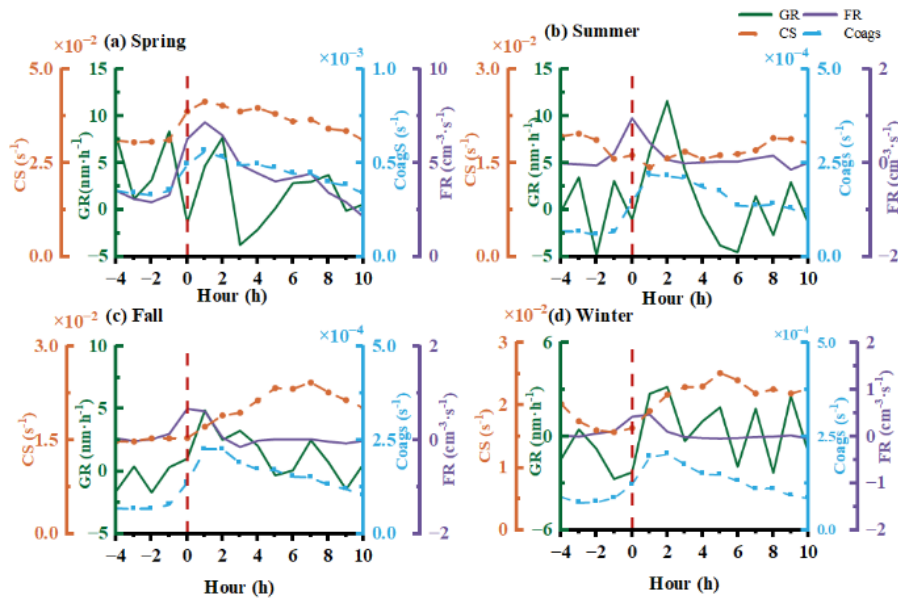 GR FR
CS Coags
(a) Spring
×10⁻²
×10⁻³
5.0 15 1.0 10
10
2.5 5 0.5 5
0
0.0 −5 0.0 0
CS (s⁻¹)
GR(nm·h⁻¹)
CoagS (s⁻¹)
FR (cm⁻³·s⁻¹)
−4 −2 0 2 4 6 8 10
Hour (h)
(b) Summer
×10⁻²
×10⁻⁴
3.0 15 5.0 2
10
1.5 5 2.5 0
0
0.0 −5 0.0 −2
CS (s⁻¹)
GR(nm·h⁻¹)
Coags (s⁻¹)
FR (cm⁻³·s⁻¹)
−4 −2 0 2 4 6 8 10
Hour (h)
(c) Fall
×10⁻²
×10⁻⁴
3.0 10 5.0 2
5
1.5 2.5 0
0
0.0 −5 0.0 −2
CS (s⁻¹)
GR (nm·h⁻¹)
Coags (s⁻¹)
FR (cm⁻³·s⁻¹)
−4 −2 0 2 4 6 8 10
Hour (h)
(d) Winter
×10⁻²
×10⁻⁴
3 6 5.0 2
2 1
0 2.5 0
1 −1
0 −6 0.0 −2
CS (s⁻¹)
GR (nm·h⁻¹)
Coags (s⁻¹)
FR (cm⁻³·s⁻¹)
−4 −2 0 2 4 6 8 10
Hour (h)